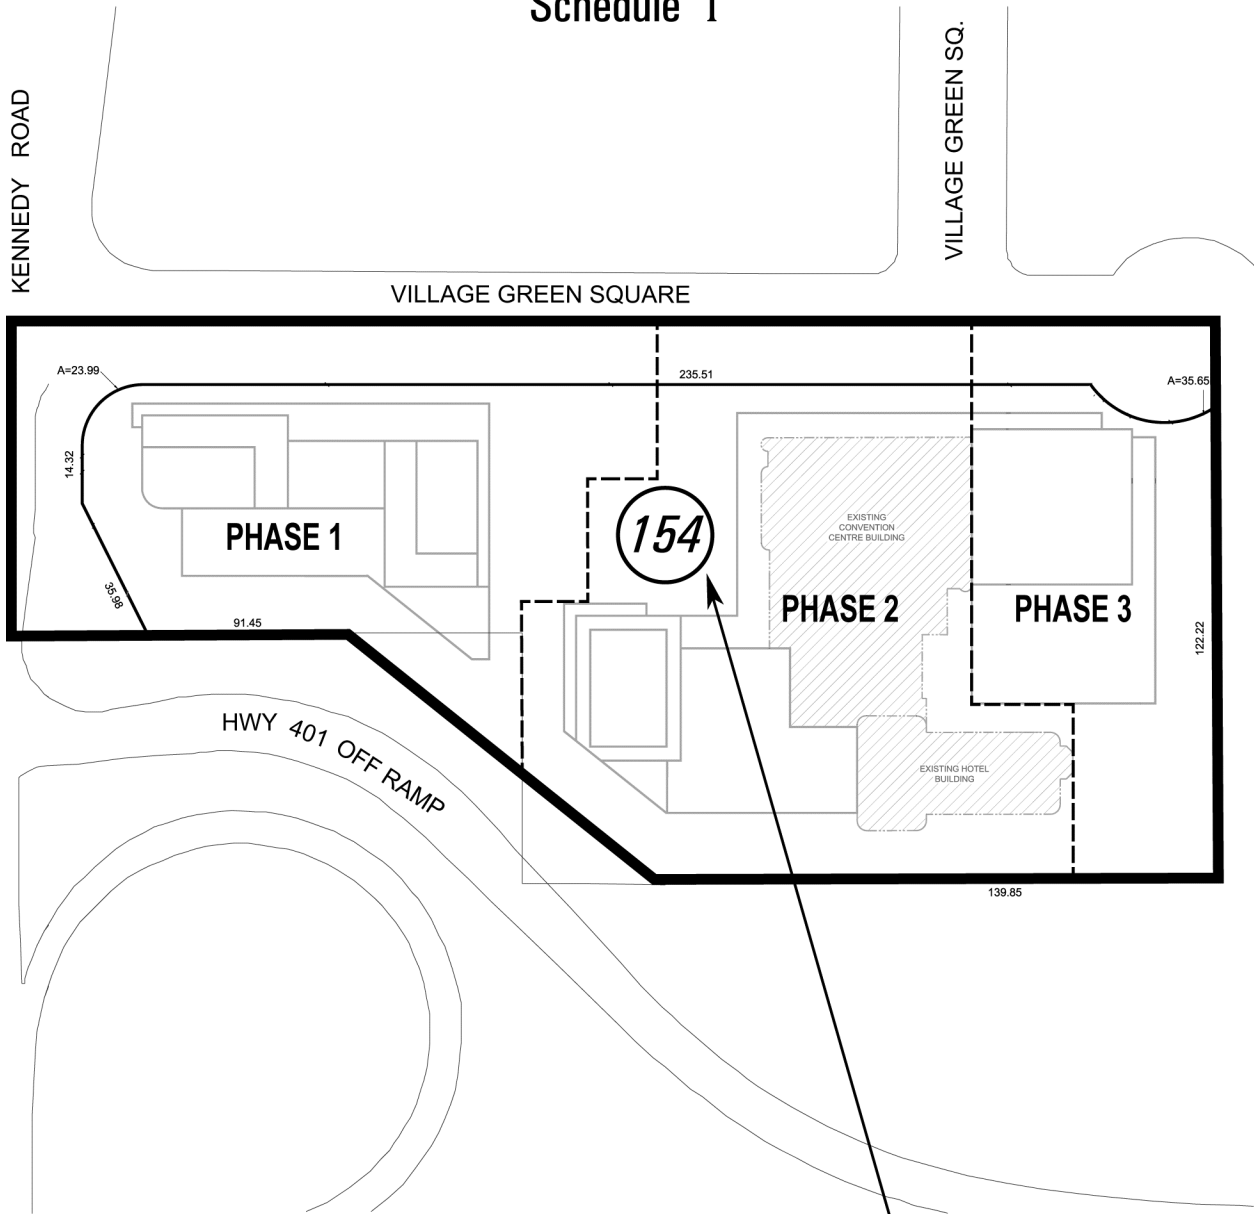 Schedule '1'
KENNEDY ROAD
VILLAGE GREEN SQ.
VILLAGE GREEN SQUARE
A=23.99
235.51
A=35.65
14.32
PHASE 1
154
EXISTING
CONVENTION
CENTRE BUILDING
35.98
PHASE 2
PHASE 3
91.45
122.22
HWY 401 OFF RAMP
EXISTING HOTEL
BUILDING
139.85